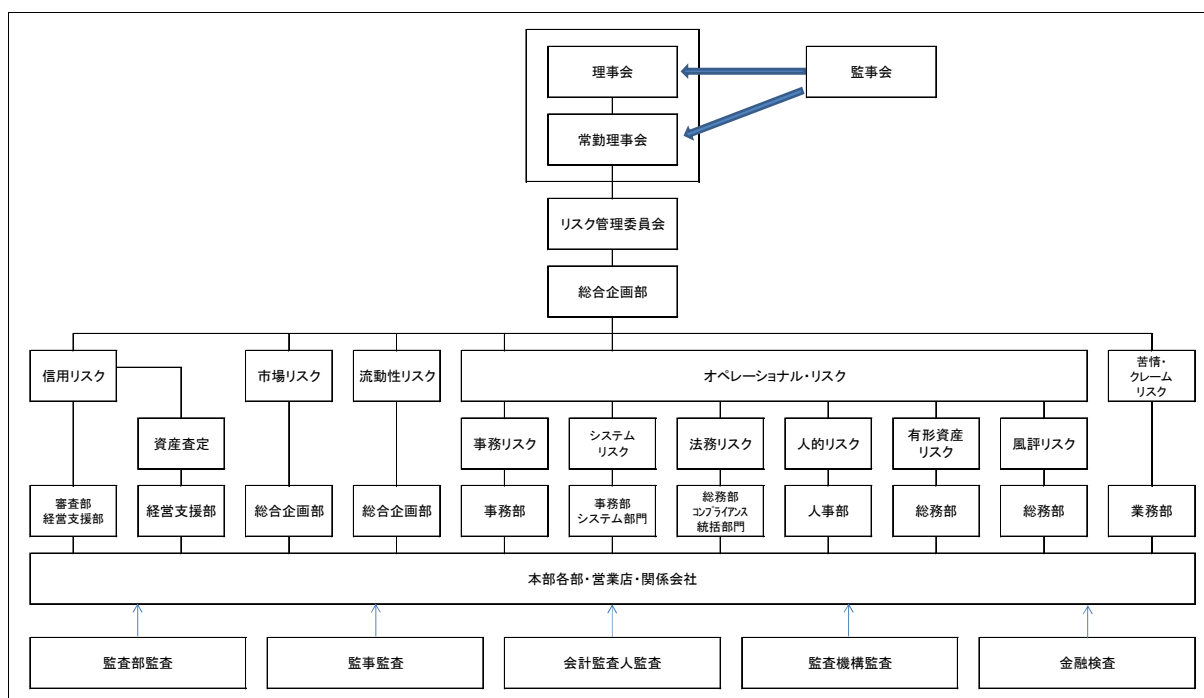 理事会
監事会
常勤理事会
リスク管理委員会
総合企画部
信用リスク
市場リスク
流動性リスク
オペレーショナル・リスク
苦情・
クレーム
リスク
資産査定
事務リスク
システム
リスク
法務リスク
人的リスク
有形資産
リスク
風評リスク
審査部
経営支援部
経営支援部
総合企画部
総合企画部
事務部
事務部
システム部門
総務部
コンプライアンス
統括部門
人事部
総務部
総務部
業務部
本部各部・営業店・関係会社
監査部監査
監事監査
会計監査人監査
監査機構監査
金融検査